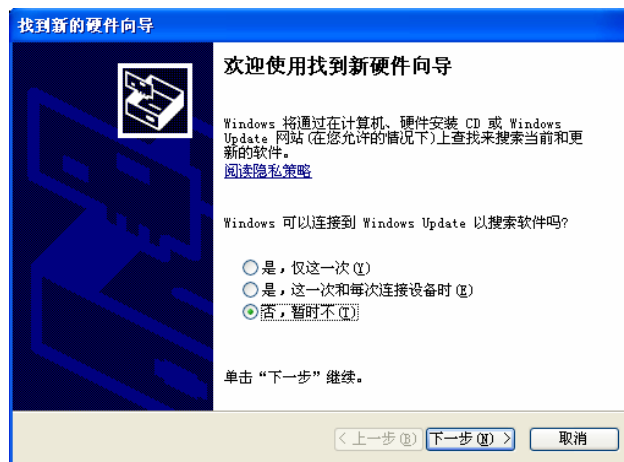 找到新的硬件向导
欢迎使用找到新硬件向导
Windows 将通过在计算机、硬件安装 CD 或 Windows
Update 网站(在您允许的情况下)上查找来搜索当前和更
新的软件。
阅读隐私策略
Windows 可以连接到 Windows Update 以搜索软件吗?
是，仅这一次(Y)
是，这一次和每次连接设备时(E)
否，暂时不(T)
单击“下一步”继续。
< 上一步(B) 下一步(N) > 取消